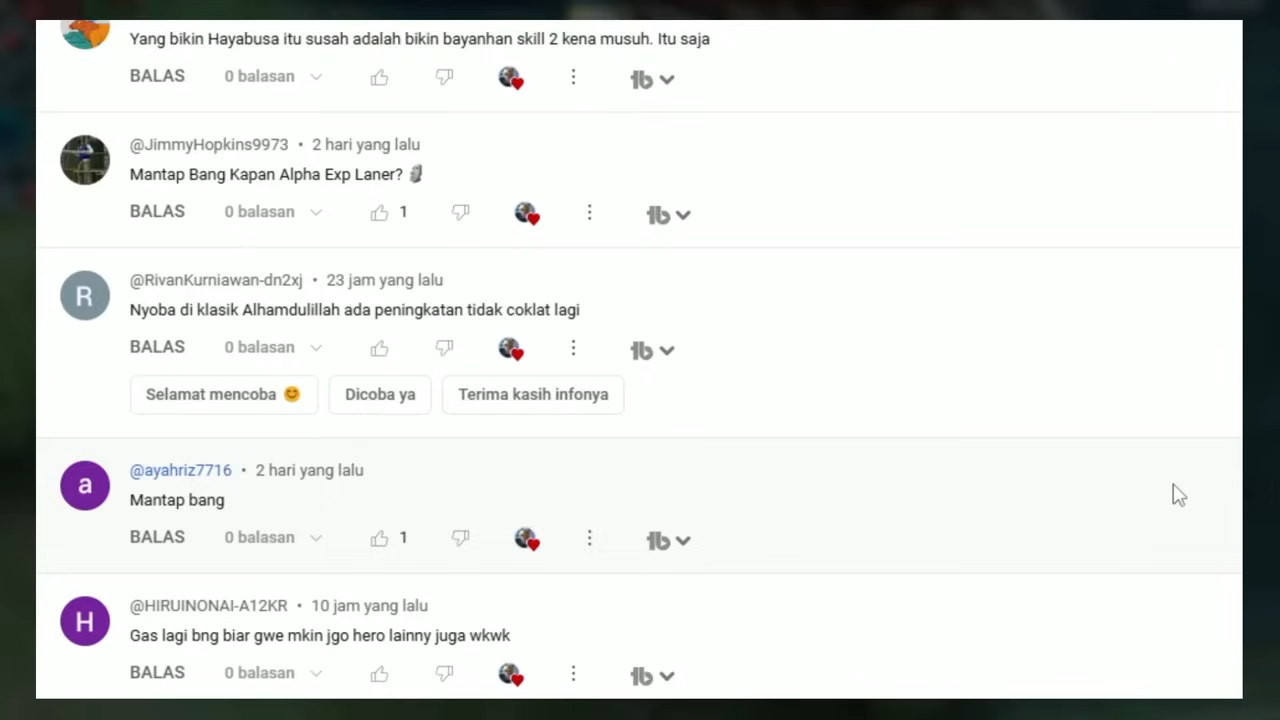 Yang bikin Hayabusa itu susah adalah bikin bayanhan skill 2 kena musuh. Itu saja
BALAS 0 balasan
@JimmyHopkins9973 • 2 hari yang lalu
Mantap Bang Kapan Alpha Exp Laner? 🗿
BALAS 0 balasan 1
R
@RivanKurniawan-dn2xj • 23 jam yang lalu
Nyoba di klasik Alhamdulillah ada peningkatan tidak coklat lagi
BALAS 0 balasan
Selamat mencoba 😊 Dicoba ya Terima kasih infonya
a
@ayahriz7716 • 2 hari yang lalu
Mantap bang
BALAS 0 balasan 1
H
@HIRUINONAI-A12KR • 10 jam yang lalu
Gas lagi bng biar gwe mkin jgo hero lainny juga wkwk
BALAS 0 balasan